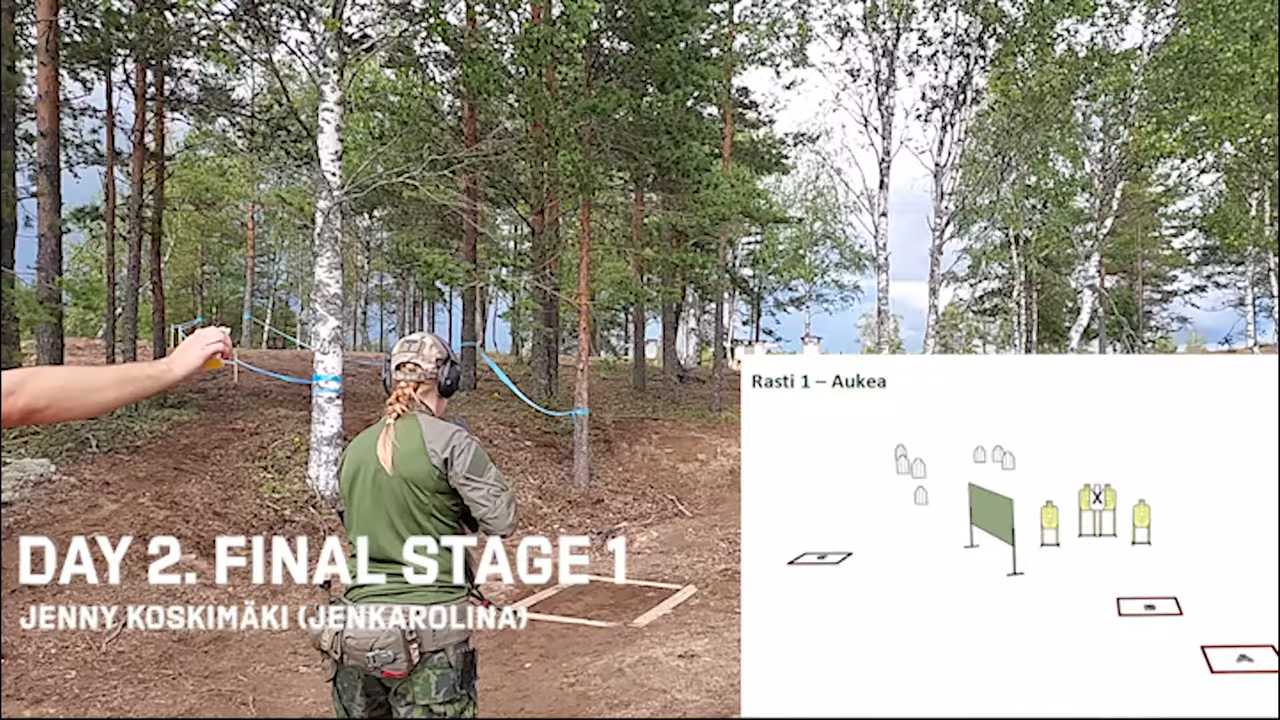 Rasti 1 – Aukea
X
DAY 2. FINAL STAGE 1
JENNY KOSKIMÄKI (JENKAROLINA)